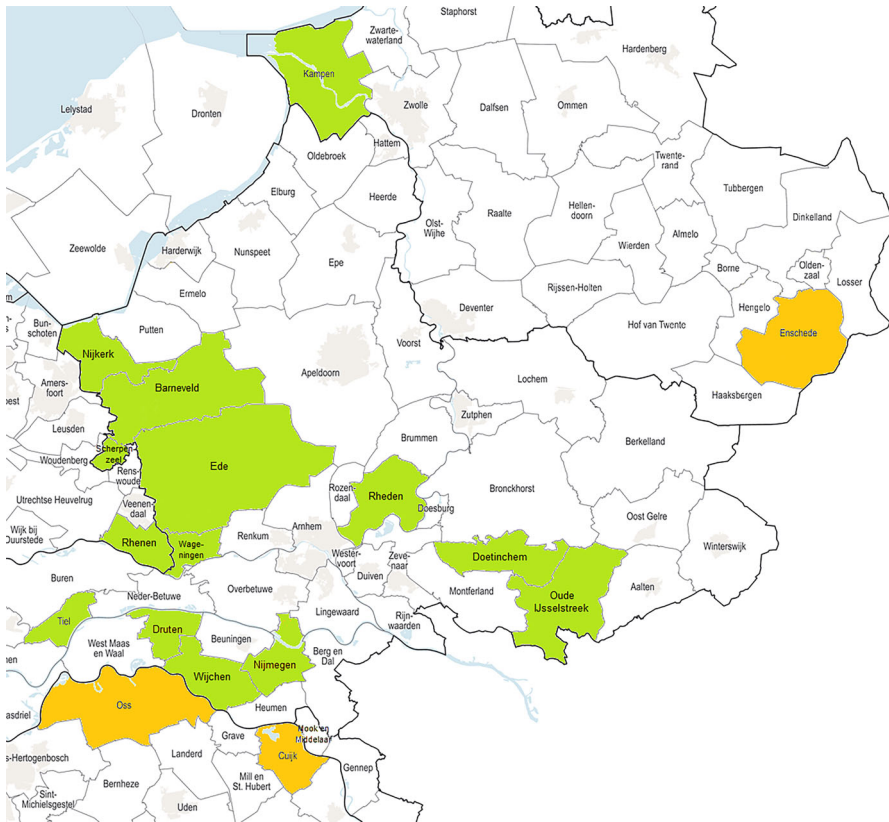 Staphorst
Zwarte-
waterland
Hardenberg
Kampen
Lelystad
Dronten
Zwolle
Dalfsen
Ommen
Hattem
Oldebroek
Twente-
rand
Elburg
Heerde
Tubbergen
Olst-
Wijhe
Raalte
Hellen-
doorn
Dinkelland
Zeewolde
Harderwijk
Nunspeet
Epe
Wierden
Almelo
Borne
Olden-
zaal
Losser
Ermelo
Rijssen-Holten
Deventer
Hengelo
Bun-
schoten
Putten
Voorst
Hof van Twente
Enschede
Nijkerk
Apeldoorn
Barneveld
Lochem
Amers-
foort
Haaksbergen
Zutphen
Leusden
Brummen
Berkelland
Scherpen
zeel
Woudenberg
Ede
Rens-
woude
Bronckhorst
Utrechtse Heuvelrug
Rozen-
daal
Rheden
Doesburg
Veenen-
daal
Oost Gelre
Wijk bij
Duurstede
Rhenen
Wage-
ningen
Renkum
Arnhem
Winterswijk
Wester-
voort
Zeve-
naar
Duiven
Doetinchem
Buren
Neder-Betuwe
Overbetuwe
Montferland
Oude
IJsselstreek
Aalten
Tiel
Lingewaard
Rijn-
waarden
Druten
West Maas
en Waal
Beuningen
Berg en
Dal
Nijmegen
Wijchen
Oss
Heumen
Mook en
Middelaar
Grave
Cuijk
s-Hertogenbosch
Landerd
Gennep
Bernheze
Mill en
St. Hubert
Sint-
Michielsgestel
Uden